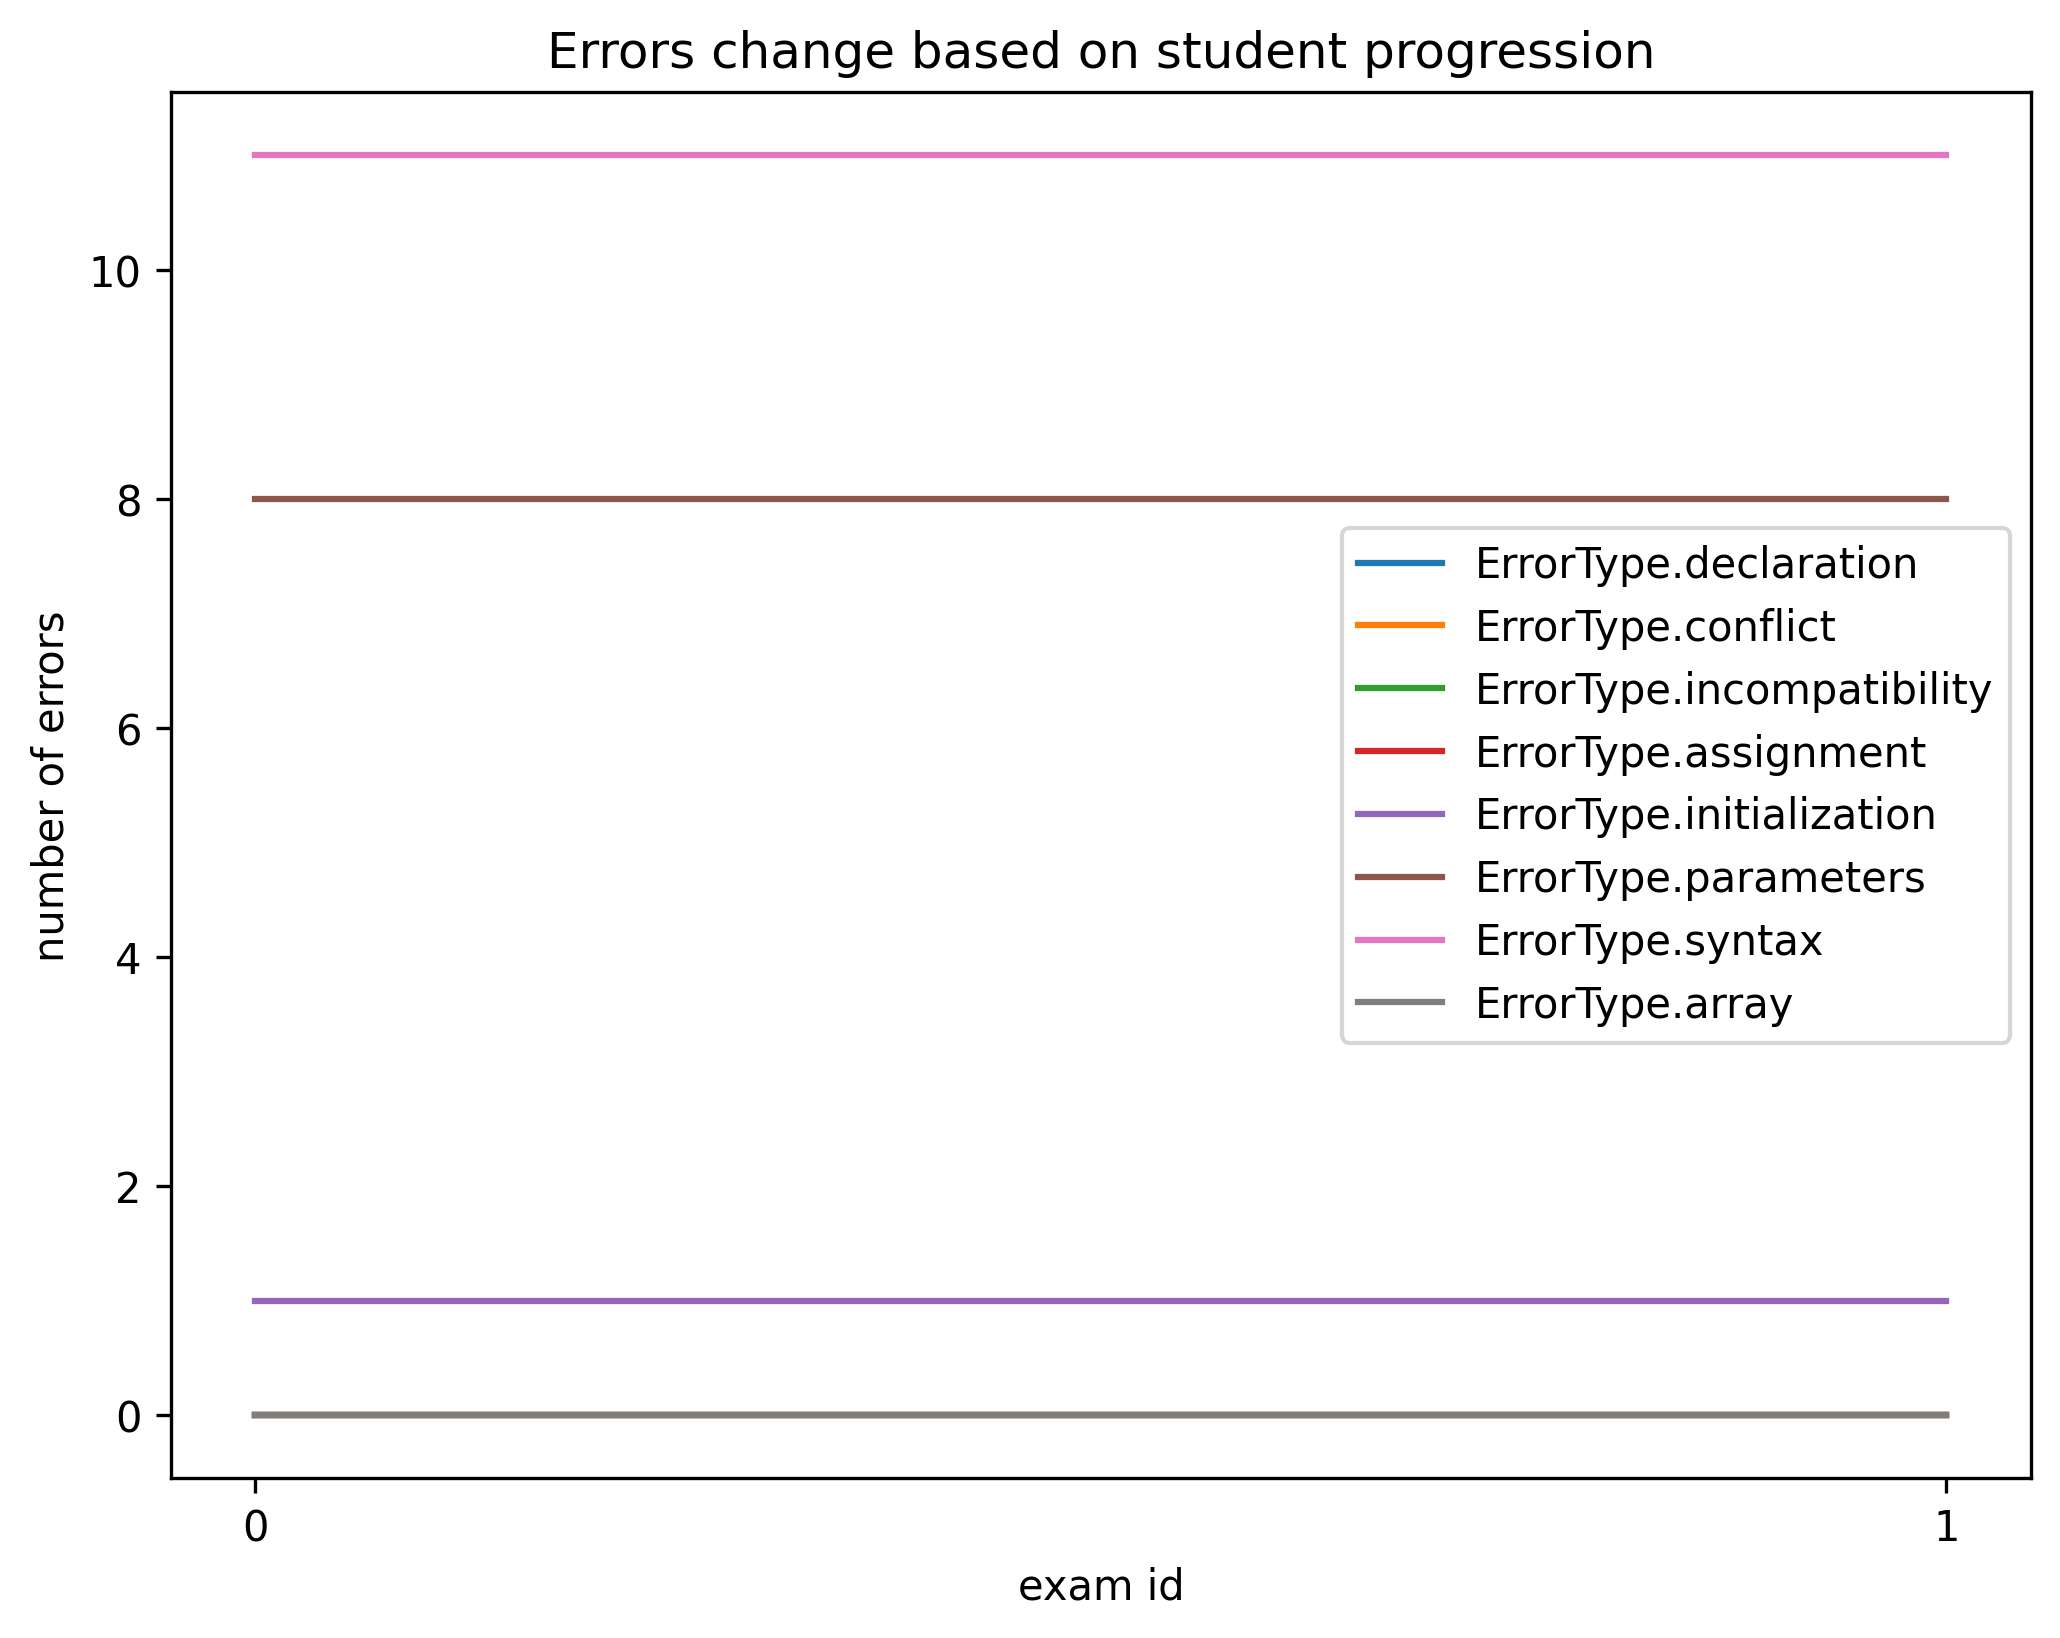 Errors change based on student progression
number of errors
10
8
6
4
2
0
ErrorType.declaration
ErrorType.conflict
ErrorType.incompatibility
ErrorType.assignment
ErrorType.initialization
ErrorType.parameters
ErrorType.syntax
ErrorType.array
0
1
exam id